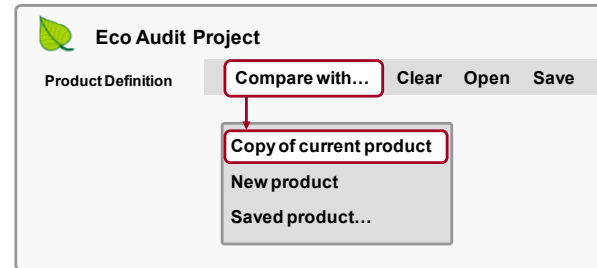 Eco Audit Project
Product Definition Compare with... Clear Open Save
Copy of current product
New product
Saved product...